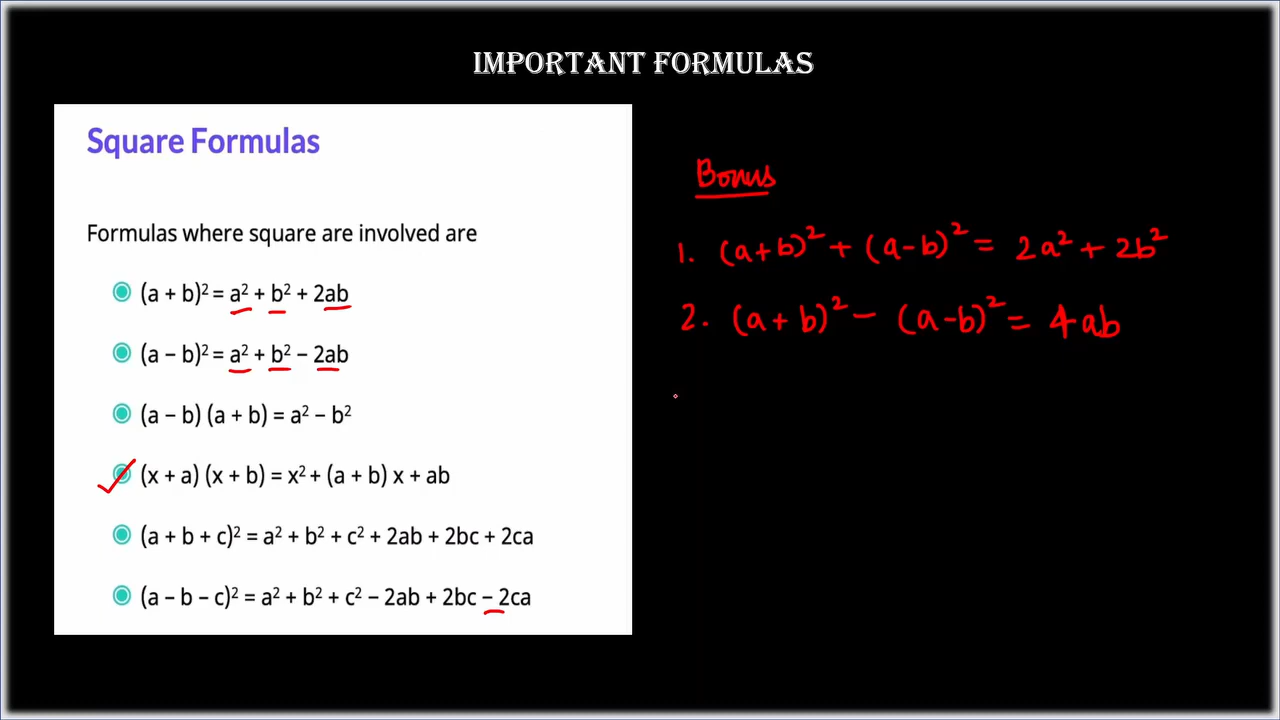 IMPORTANT FORMULAS
Square Formulas
Formulas where square are involved are
(a + b)² = a² + b² + 2ab
(a − b)² = a² + b² − 2ab
(a − b) (a + b) = a² − b²
(x + a) (x + b) = x² + (a + b) x + ab
(a + b + c)² = a² + b² + c² + 2ab + 2bc + 2ca
(a − b − c)² = a² + b² + c² − 2ab + 2bc − 2ca
Bonus
1. (a+b)² + (a-b)² = 2a² + 2b²
2. (a+b)² − (a-b)² = 4ab